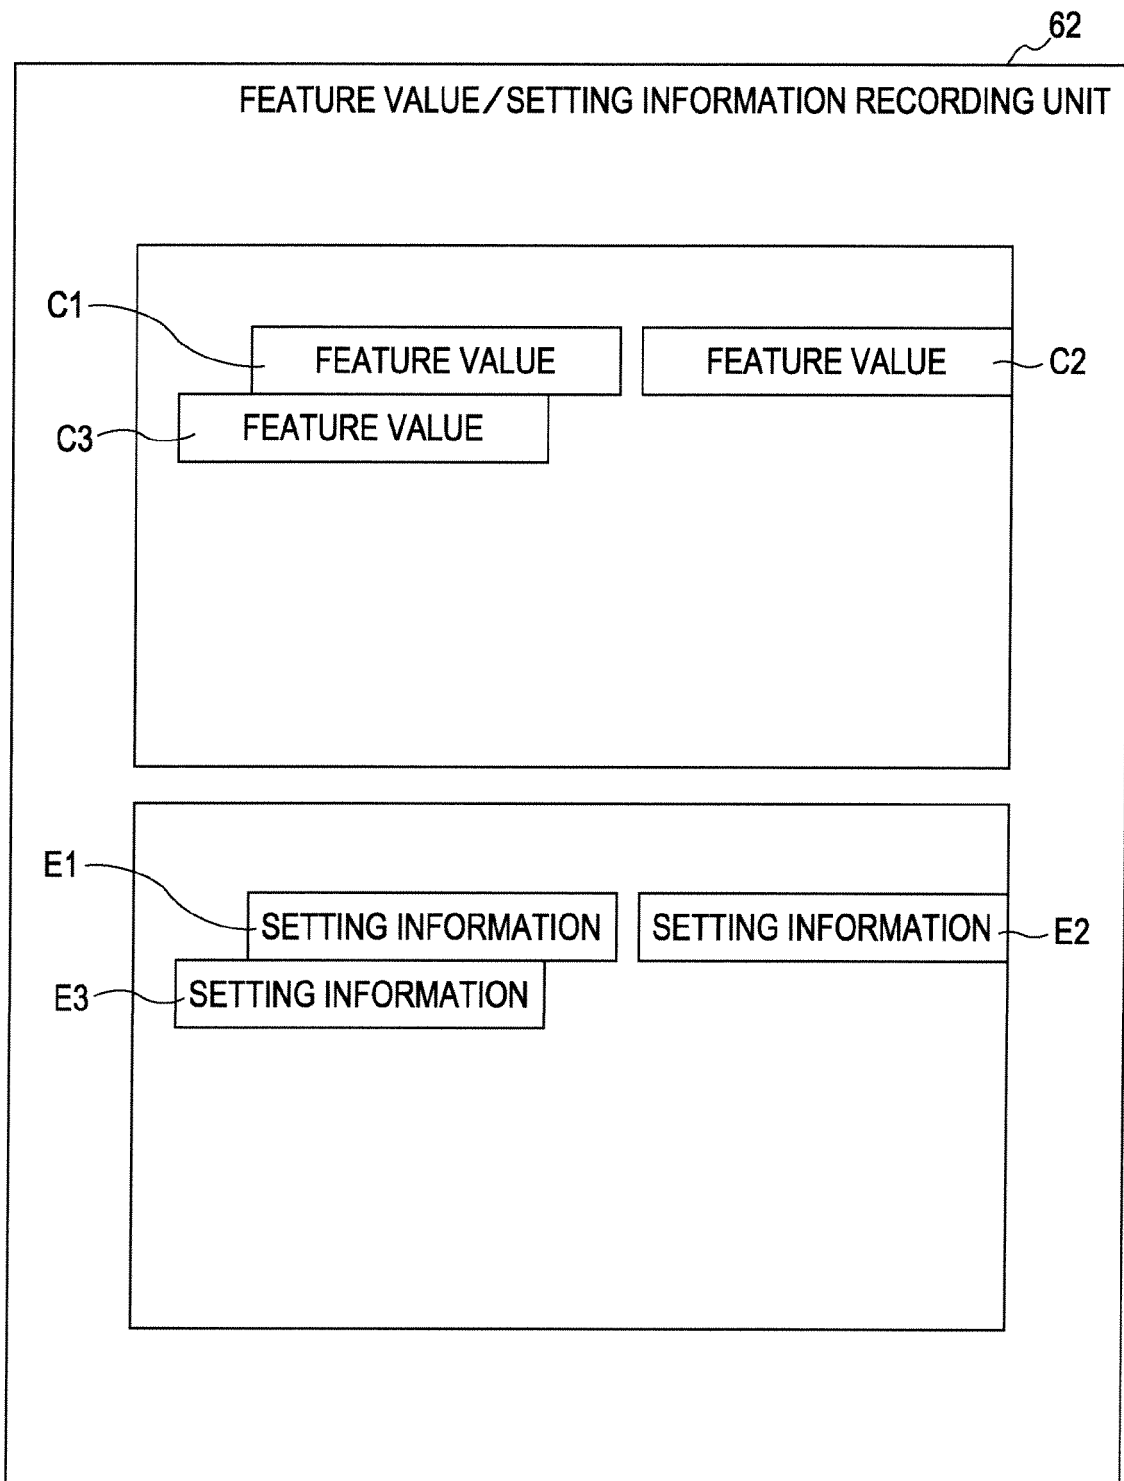 62
FEATURE VALUE/SETTING INFORMATION RECORDING UNIT
C1
FEATURE VALUE
FEATURE VALUE
C2
C3
FEATURE VALUE
E1
SETTING INFORMATION
SETTING INFORMATION
E2
E3
SETTING INFORMATION